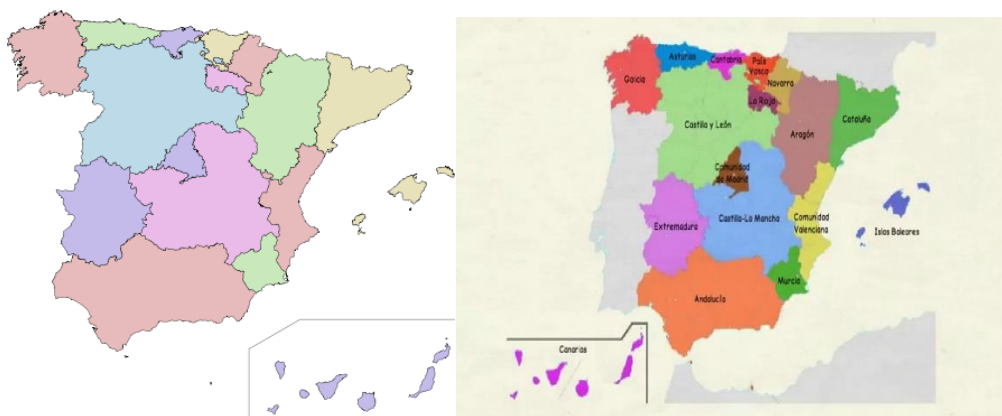 Galicia
Asturias
Cantabria
País
Vasco
Navarra
La Rioja
Castilla y León
Aragón
Cataluña
Comunidad
de Madrid
Extremadura
Castilla-La Mancha
Comunidad
Valenciana
Islas Baleares
Murcia
Andalucía
Canarias